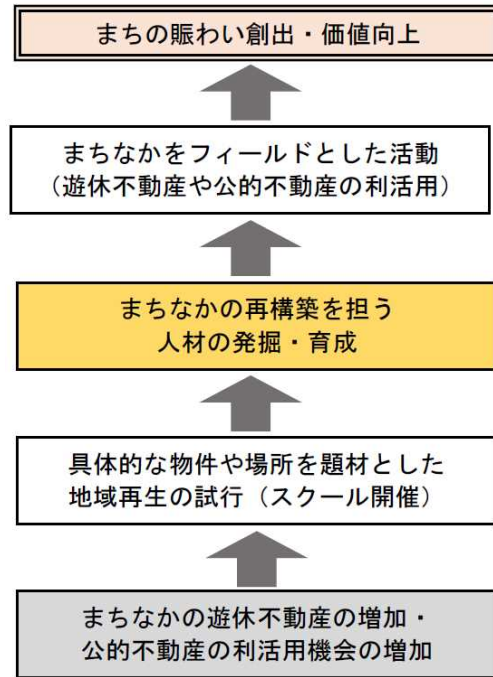 まちの賑わい創出・価値向上
まちなかをフィールドとした活動
（遊休不動産や公的不動産の利活用）
まちなかの再構築を担う
人材の発掘・育成
具体的な物件や場所を題材とした
地域再生の試行（スクール開催）
まちなかの遊休不動産の増加・
公的不動産の利活用機会の増加